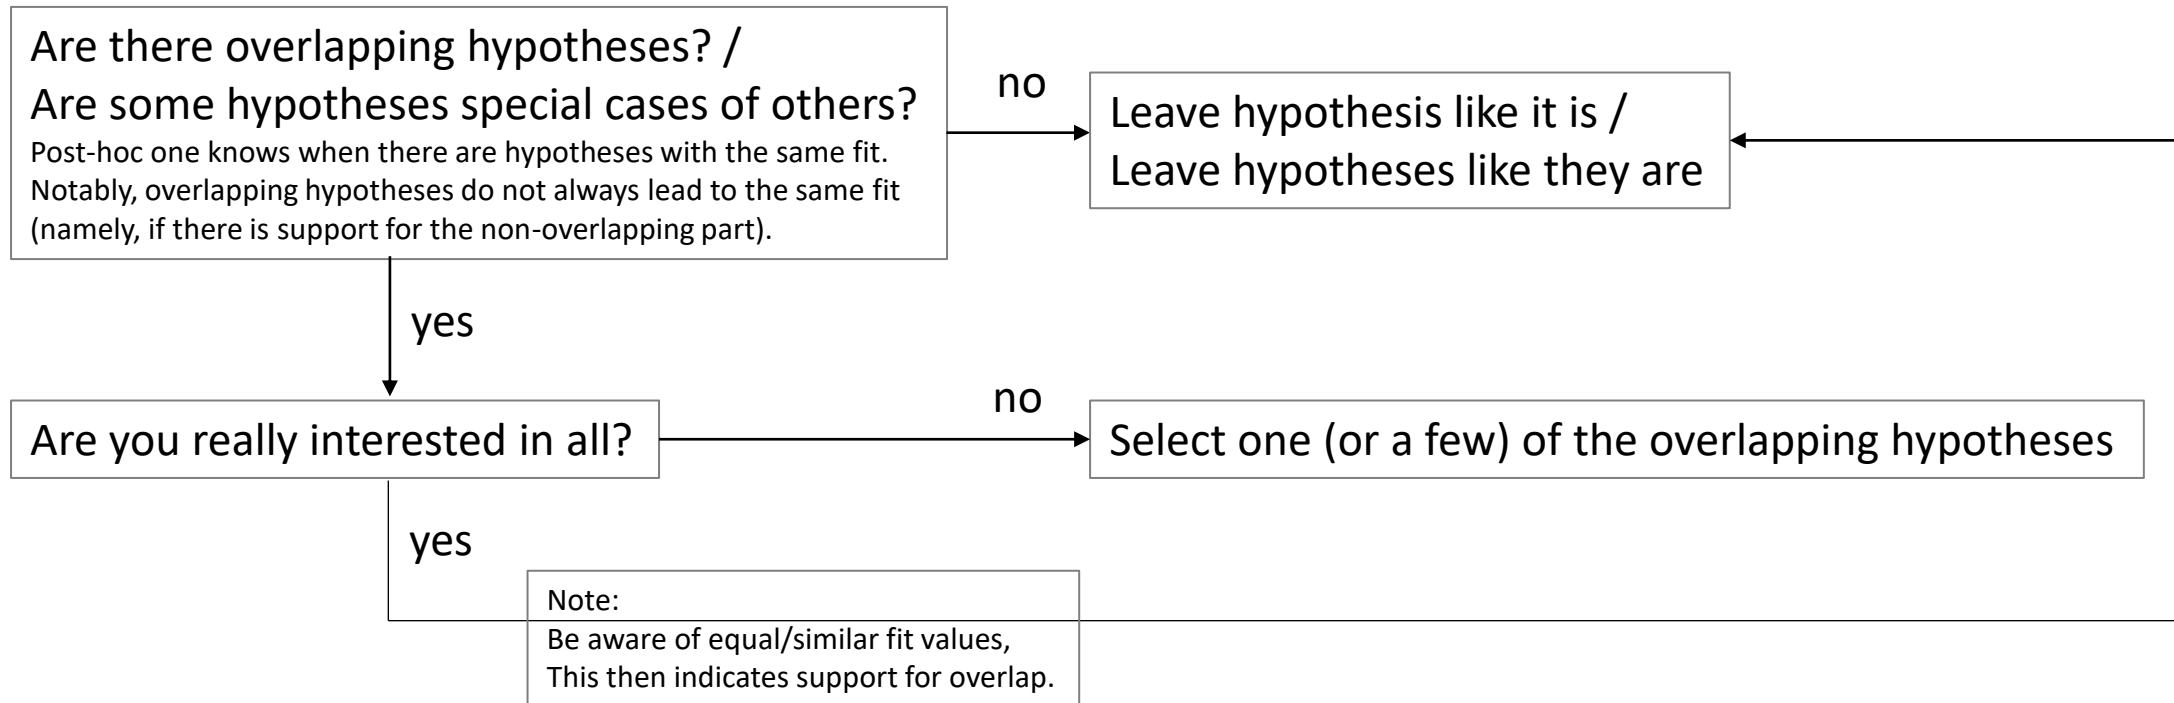 Are there overlapping hypotheses? /
Are some hypotheses special cases of others?
Post-hoc one knows when there are hypotheses with the same fit.
Notably, overlapping hypotheses do not always lead to the same fit
(namely, if there is support for the non-overlapping part).
no
Leave hypothesis like it is /
Leave hypotheses like they are
yes
Are you really interested in all?
no
Select one (or a few) of the overlapping hypotheses
yes
Note:
Be aware of equal/similar fit values,
This then indicates support for overlap.